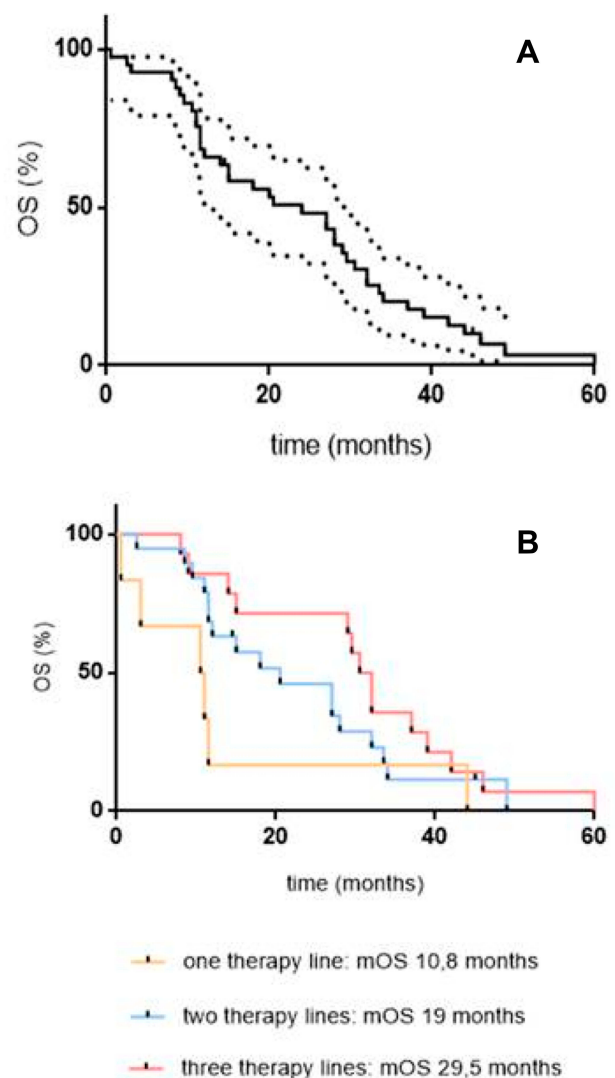 A
100
50
0
OS (%)
0 20 40 60
time (months)
B
100
50
0
OS (%)
0 20 40 60
time (months)
one therapy line: mOS 10,8 months
two therapy lines: mOS 19 months
three therapy lines: mOS 29,5 months